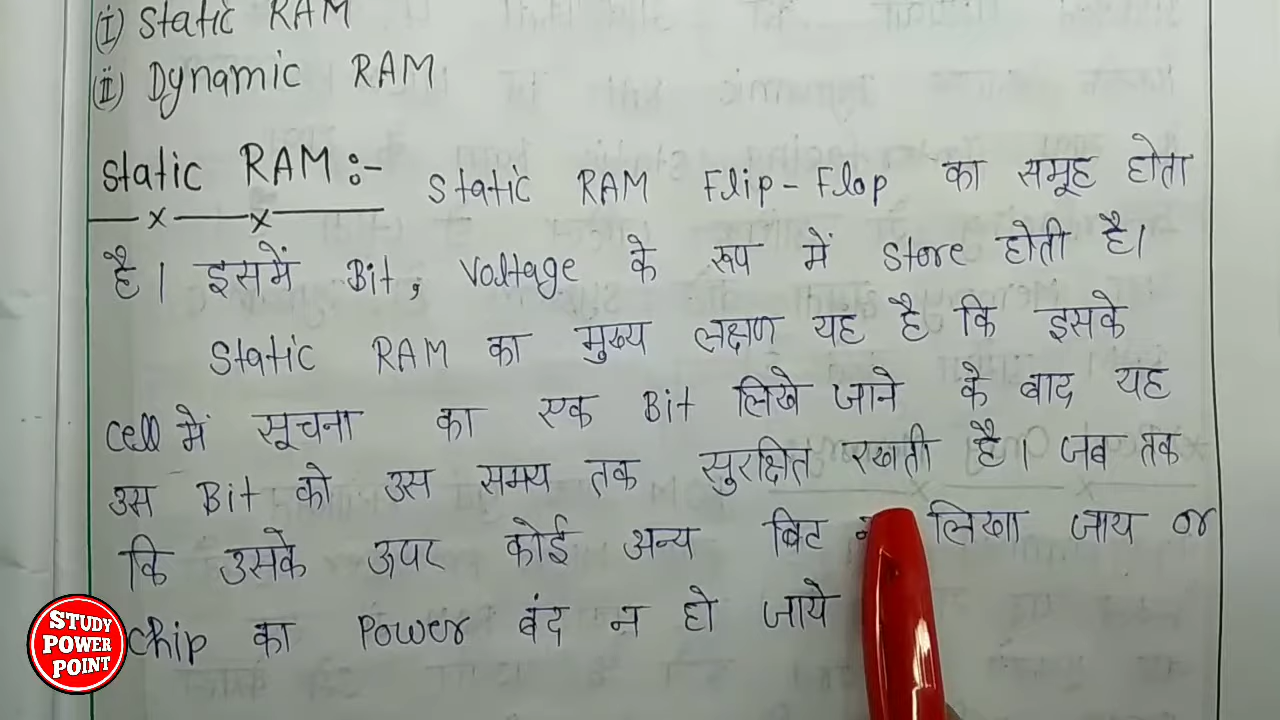 (i) Static RAM
(ii) Dynamic RAM
Static RAM :- Static RAM Flip-Flop का समूह होता
है। इसमें Bit, Voltage के रूप में Store होती है।
Static RAM का मुख्य लक्षण यह है कि इसके
Cell में सूचना का एक Bit लिखे जाने के बाद यह
उस Bit को उस समय तक सुरक्षित रखती है। जब तक
कि उसके ऊपर कोई अन्य बिट लिखा जाय or
Chip का Power बंद न हो जाये
STUDY
POWER
POINT